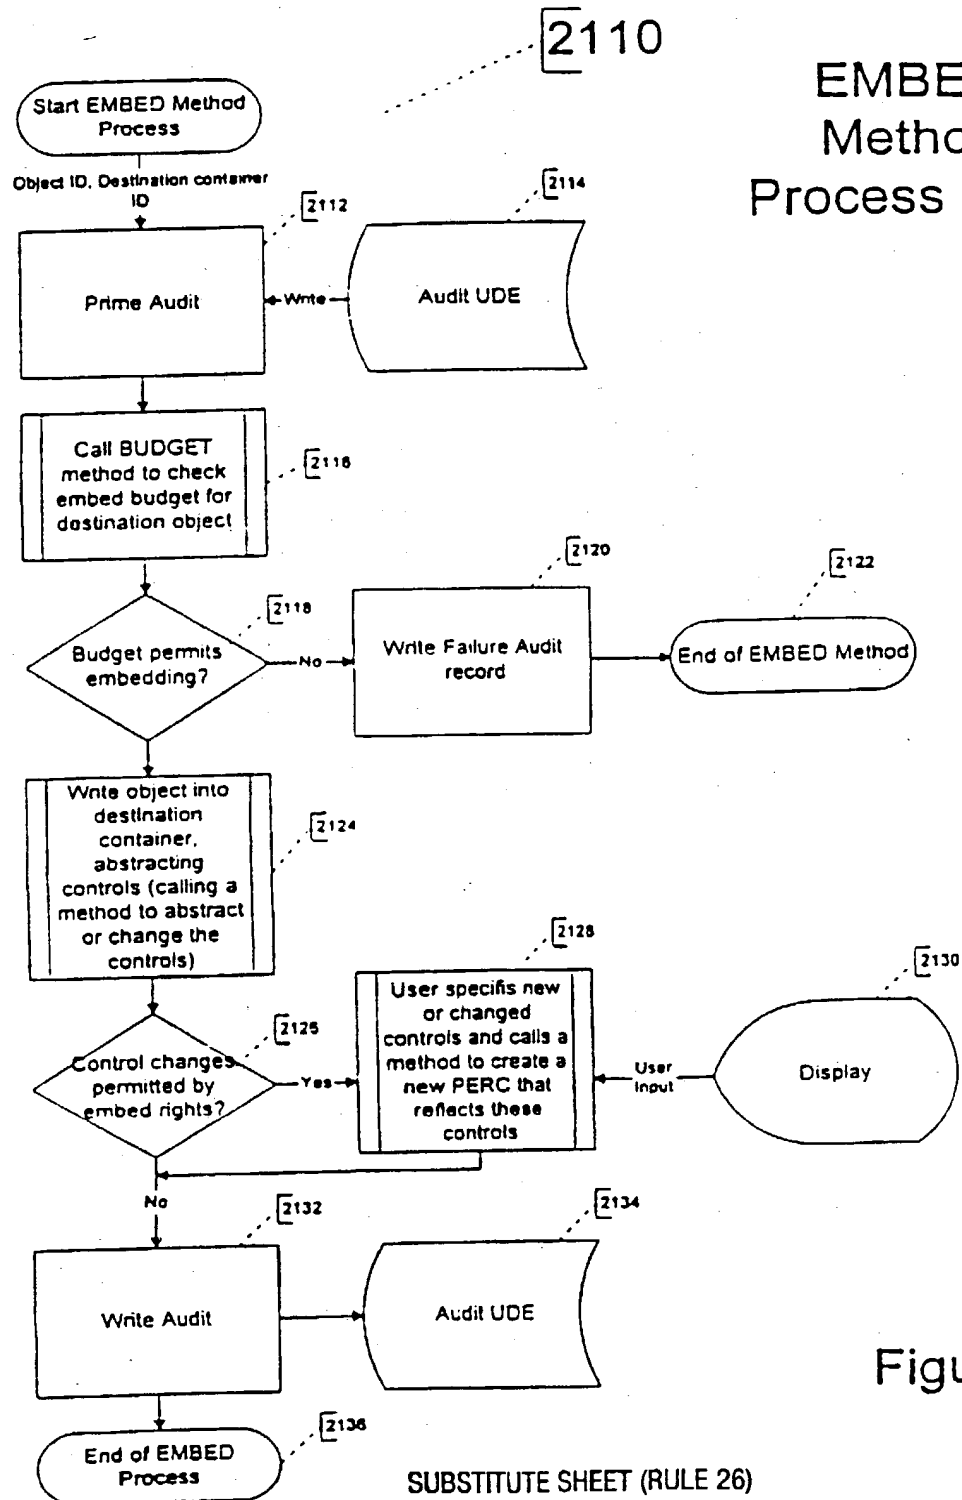 2110
EMBE
Metho
Process
Start EMBED Method
Process
Object ID, Destination container
ID
2112
2114
Prime Audit
Write
Audit UDE
Call BUDGET
method to check
embed budget for
destination object
2116
2118
Budget permits
embedding?
No
2120
Write Failure Audit
record
2122
End of EMBED Method
Write object into
destination
container,
abstracting
controls (calling a
method to abstract
or change the
controls)
2124
2126
Control changes
permitted by
embed rights?
Yes
2128
User specifis new
or changed
controls and calls a
method to create a
new PERC that
reflects these
controls
User
Input
2130
Display
No
2132
2134
Write Audit
Audit UDE
Figu
2136
End of EMBED
Process
SUBSTITUTE SHEET (RULE 26)